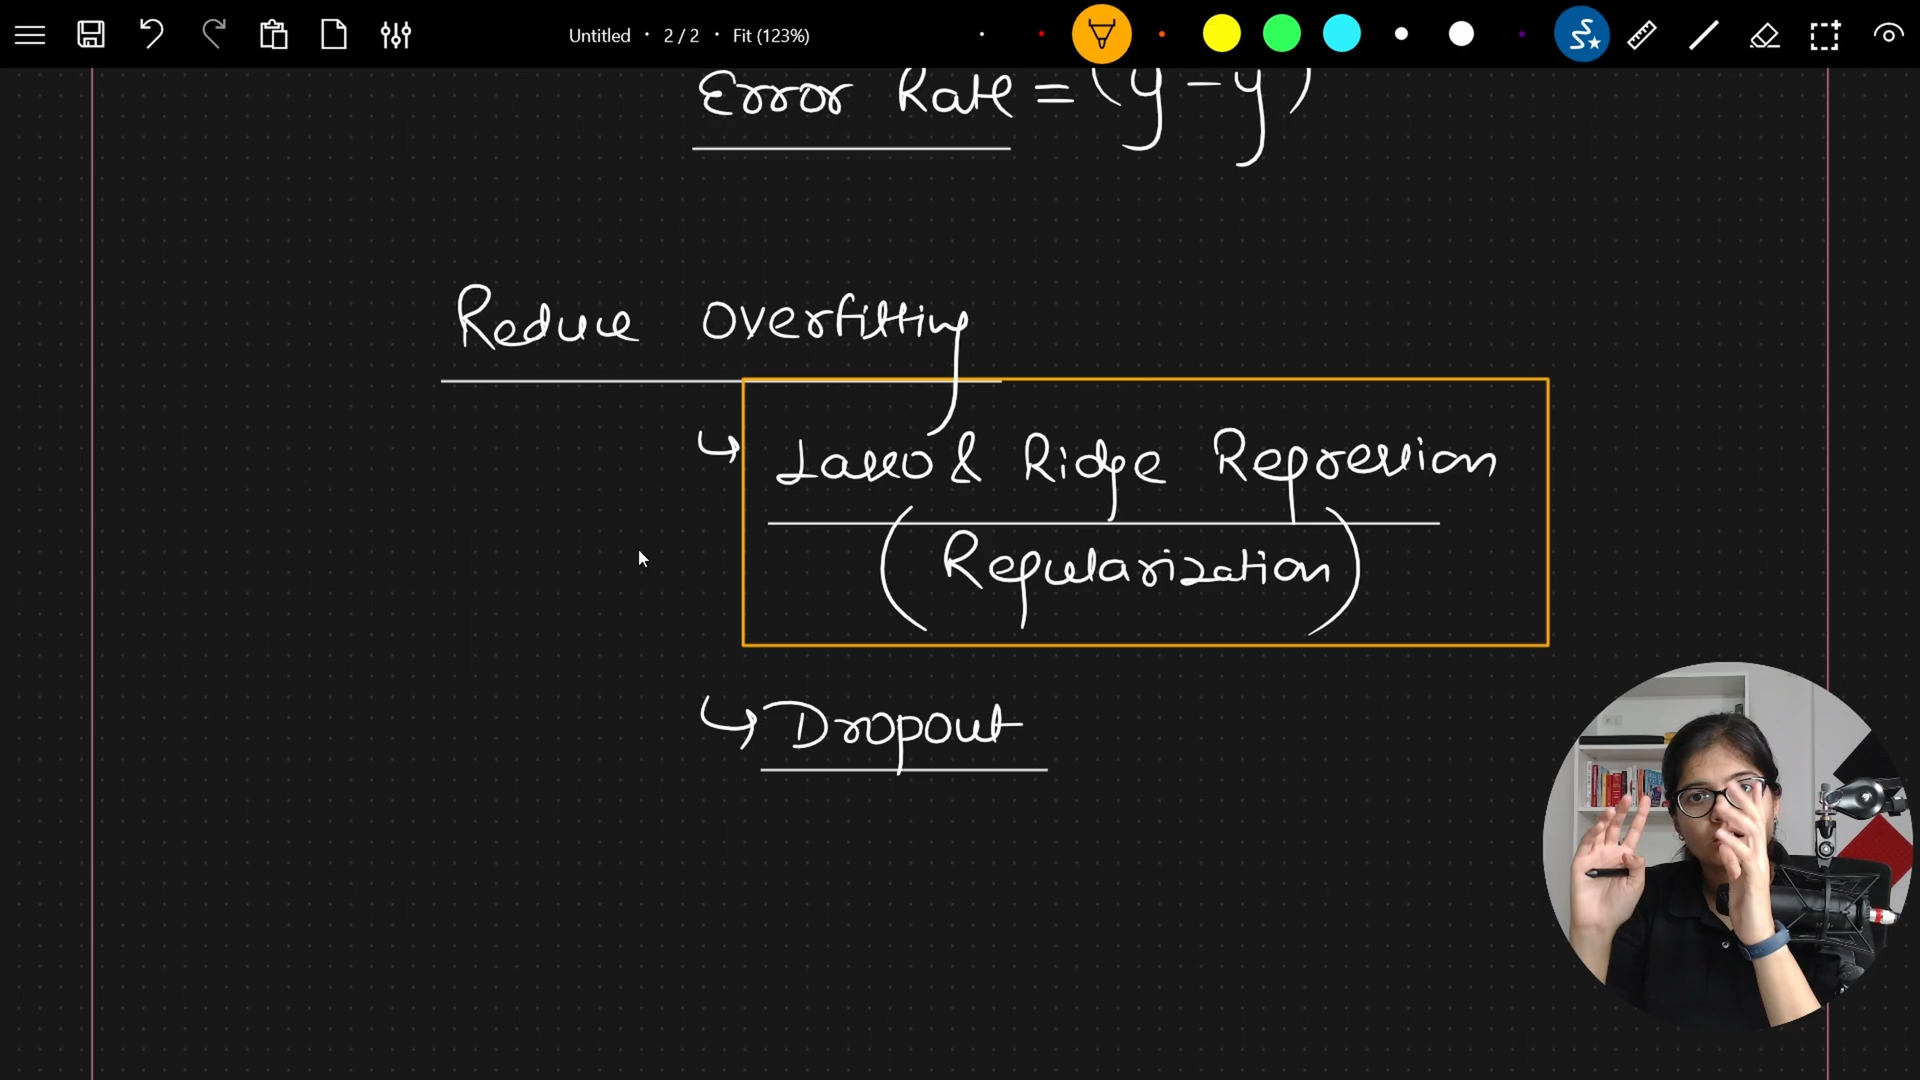 Untitled • 2 / 2 • Fit (123%)
Error Rate = (y - y)
Reduce Overfitting
↳ Lasso & Ridge Regression
(Regularization)
↳ Dropout